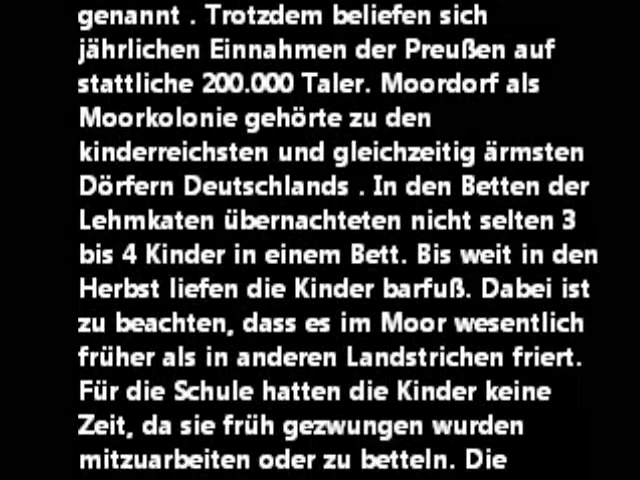 genannt . Trotzdem beliefen sich
jährlichen Einnahmen der Preußen auf
stattliche 200.000 Taler. Moordorf als
Moorkolonie gehörte zu den
kinderreichsten und gleichzeitig ärmsten
Dörfern Deutschlands . In den Betten der
Lehmkaten übernachteten nicht selten 3
bis 4 Kinder in einem Bett. Bis weit in den
Herbst liefen die Kinder barfuß. Dabei ist
zu beachten, dass es im Moor wesentlich
früher als in anderen Landstrichen friert.
Für die Schule hatten die Kinder keine
Zeit, da sie früh gezwungen wurden
mitzuarbeiten oder zu betteln. Die